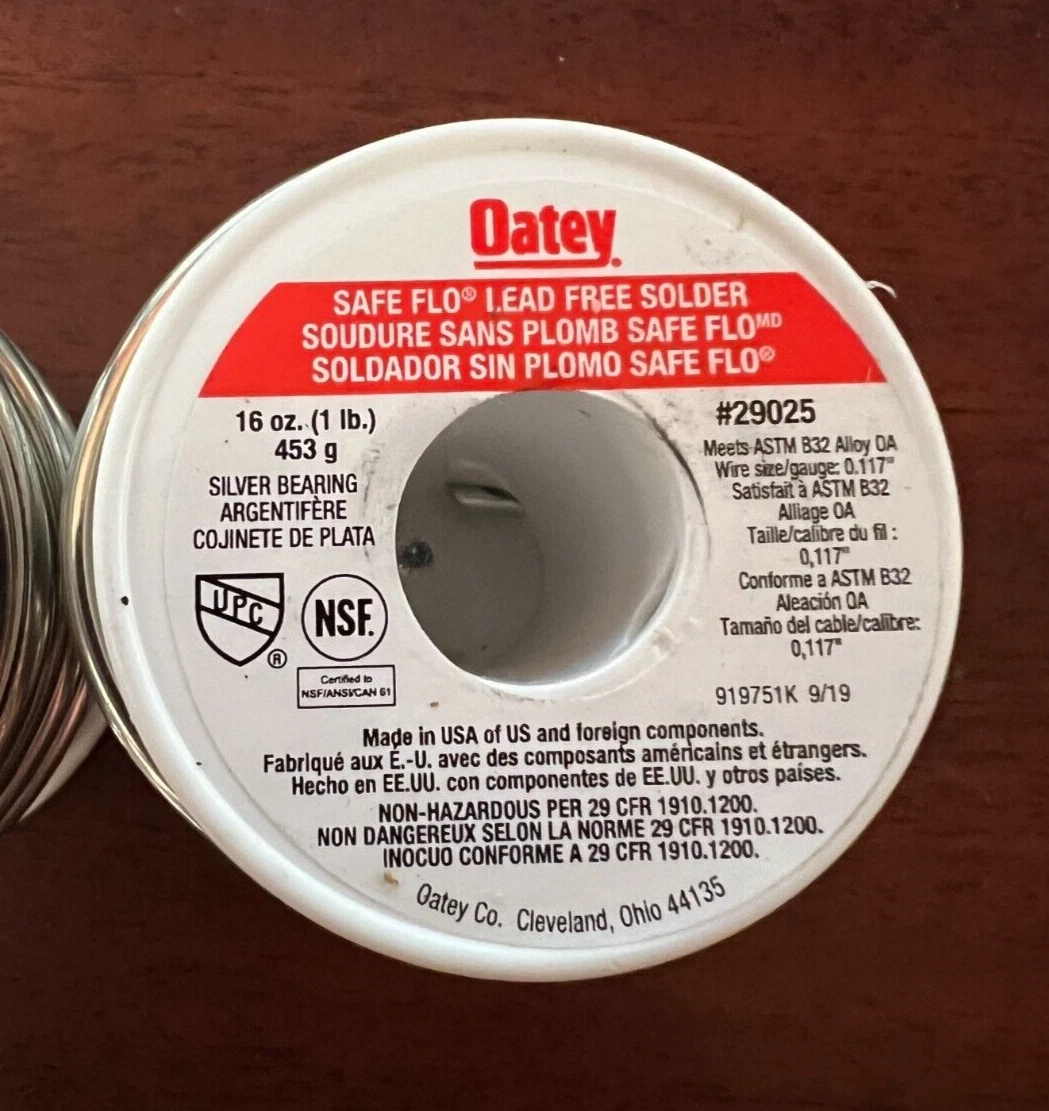 Oatey
SAFE FLO® LEAD FREE SOLDER
SOUDURE SANS PLOMB SAFE FLOMD
SOLDADOR SIN PLOMO SAFE FLO®
16 oz. (1 lb.)
453 g
SILVER BEARING
ARGENTIFÈRE
COJINETE DE PLATA
UPC
®
NSF.
Certified to
NSF/ANSI/CAN 61
#29025
Meets ASTM B32 Alloy OA
Wire size/gauge: 0.117"
Satisfait à ASTM B32
Alliage OA
Taille/calibre du fil :
0,117"
Conforme a ASTM B32
Aleación OA
Tamaño del cable/calibre:
0,117"
919751K 9/19
Made in USA of US and foreign components.
Fabriqué aux É.-U. avec des composants américains et étrangers.
Hecho en EE.UU. con componentes de EE.UU. y otros países.
NON-HAZARDOUS PER 29 CFR 1910.1200.
NON DANGEREUX SELON LA NORME 29 CFR 1910.1200.
INOCUO CONFORME A 29 CFR 1910.1200.
Oatey Co. Cleveland, Ohio 44135